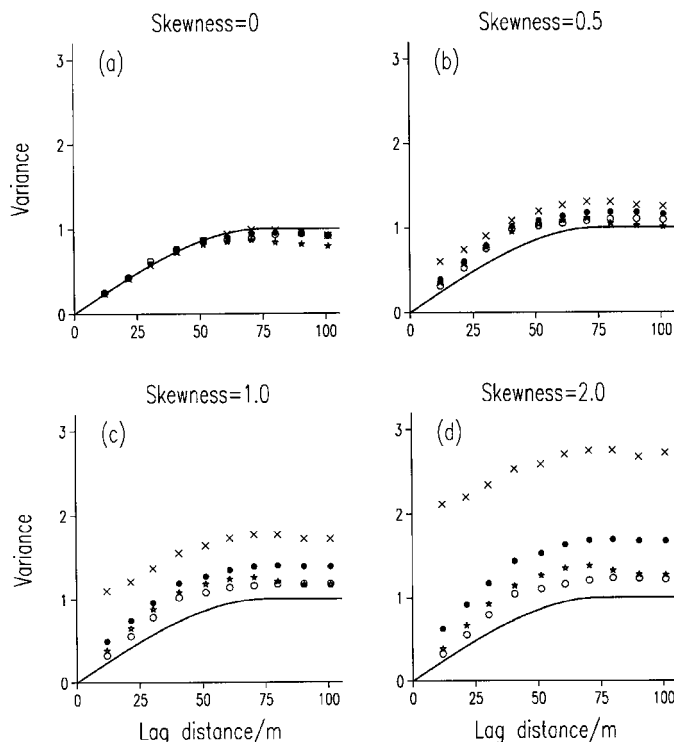 Skewness=0
Skewness=0.5
(a)
(b)
Variance
3
2
1
0
0 25 50 75 100
3
2
1
0
0 25 50 75 100
Skewness=1.0
Skewness=2.0
(c)
(d)
Variance
3
2
1
0
0 25 50 75 100
3
2
1
0
0 25 50 75 100
Lag distance/m
Lag distance/m